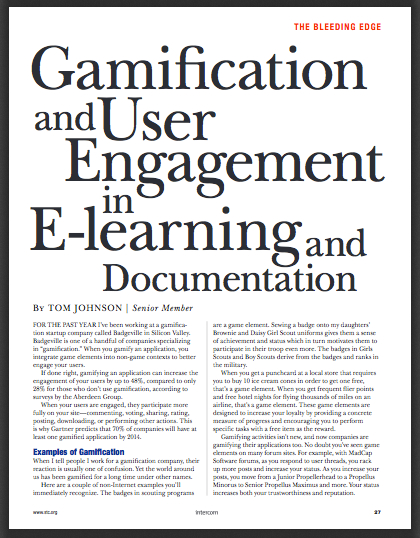 THE BLEEDING EDGE
Gamification
and User
Engagement
in
E-learning and
Documentation
By TOM JOHNSON | Senior Member
FOR THE PAST YEAR I've been working at a gamifica-
tion startup company called Badgeville in Silicon Valley.
Badgeville is one of a handful of companies specializing
in "gamification." When you gamify an application, you
integrate game elements into non-game contexts to better
engage your users.
If done right, gamifying an application can increase the
engagement of your users by up to 48%, compared to only
28% for those who don't use gamification, according to
surveys by the Aberdeen Group.
When your users are engaged, they participate more
fully on your site—commenting, voting, sharing, rating,
posting, downloading, or performing other actions. This
is why Gartner predicts that 70% of companies will have at
least one gamified application by 2014.
Examples of Gamification
When I tell people I work for a gamification company, their
reaction is usually one of confusion. Yet the world around
us has been gamified for a long time under other names.
Here are a couple of non-Internet examples you'll
immediately recognize. The badges in scouting programs
are a game element. Sewing a badge onto my daughters'
Brownie and Daisy Girl Scout uniforms gives them a sense
of achievement and status which in turn motivates them to
participate in their troop even more. The badges in Girls
Scouts and Boy Scouts derive from the badges and ranks in
the military.
When you get a punchcard at a local store that requires
you to buy 10 ice cream cones in order to get one free,
that's a game element. When you get frequent flier points
and free hotel nights for flying thousands of miles on an
airline, that's a game element. These game elements are
designed to increase your loyalty by providing a concrete
measure of progress and encouraging you to perform
specific tasks with a free item as the reward.
Gamifying activities isn't new, and now companies are
gamifying their applications too. No doubt you've seen game
elements on many forum sites. For example, with MadCap
Software forums, as you respond to user threads, you rack
up more posts and increase your status. As you increase your
posts, you move from a Junior Propellerhead to a Propellus
Minorus to Senior Propellus Maximus and more. Your status
increases both your trustworthiness and reputation.
www.stc.org
intercom
27